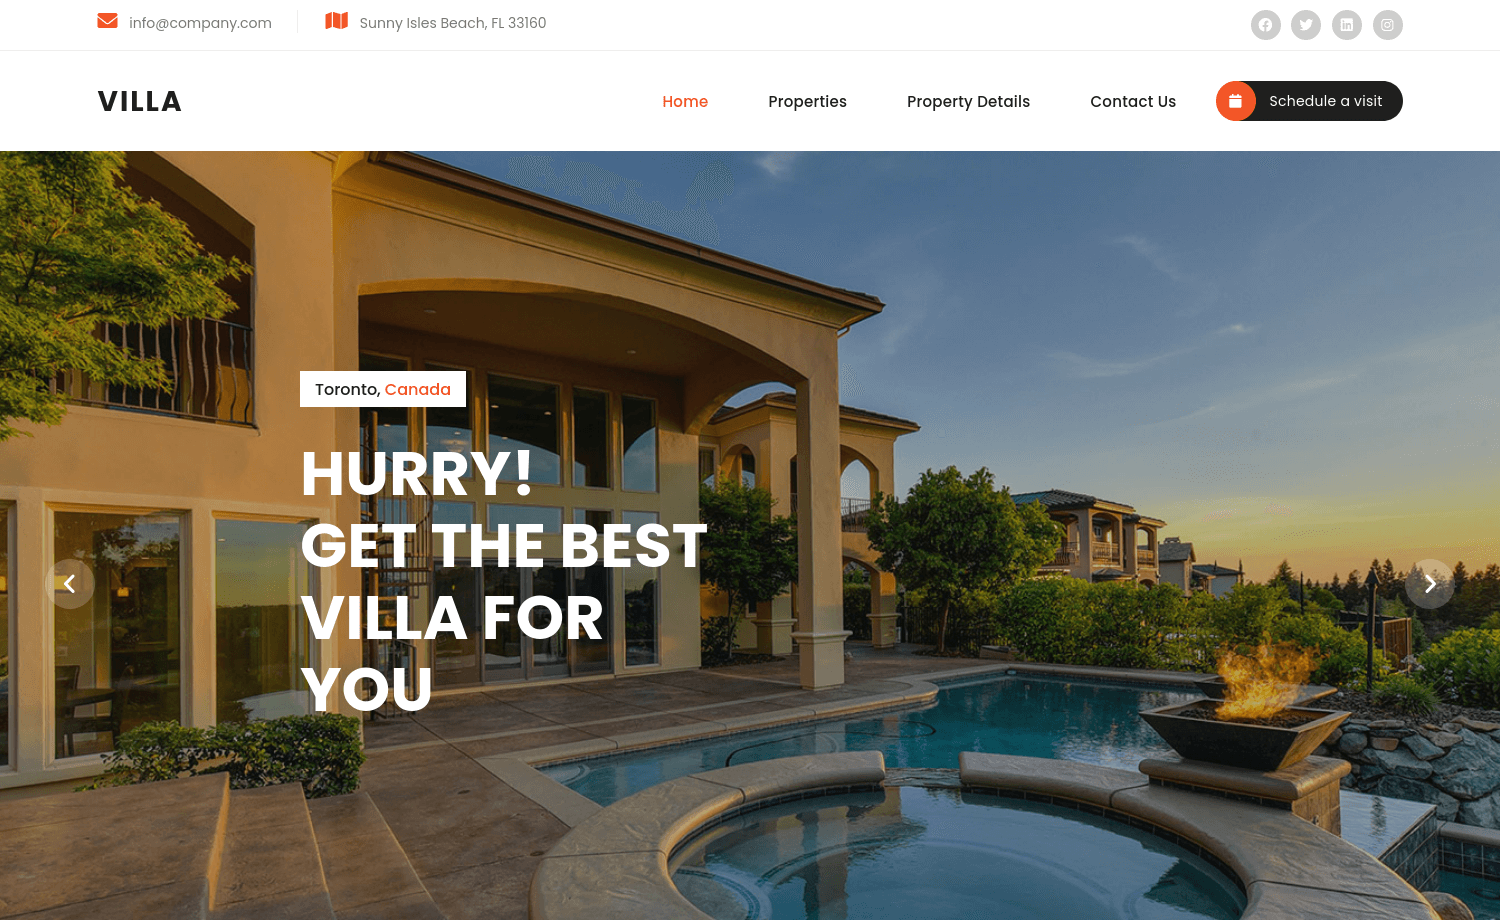 info@company.com
Sunny Isles Beach, FL 33160
VILLA
Home
Properties
Property Details
Contact Us
Schedule a visit
Toronto, Canada
HURRY!
GET THE BEST
VILLA FOR
YOU